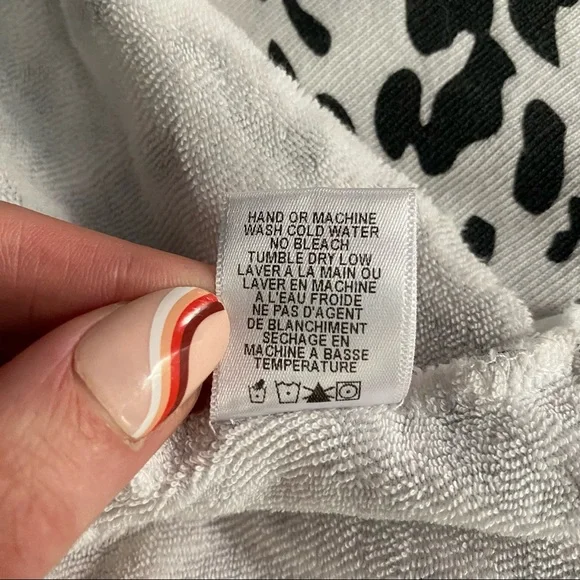 HAND OR MACHINE
WASH COLD WATER
NO BLEACH
TUMBLE DRY LOW
LAVER A LA MAIN OU
LAVER EN MACHINE
A L'EAU FROIDE
NE PAS D'AGENT
DE BLANCHIMENT
SECHAGE EN
MACHINE A BASSE
TEMPERATURE